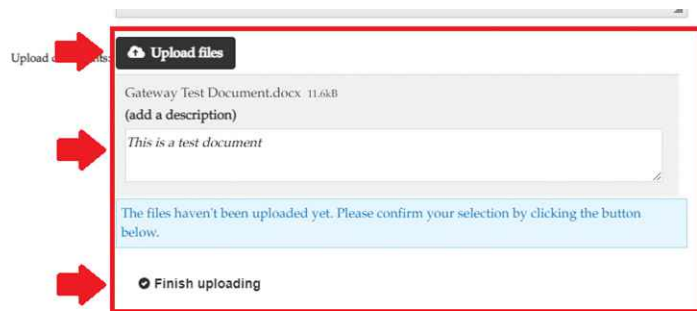 Upload files
Upload
Gateway Test Document.docx 11.6kB
(add a description)
This is a test document
The files haven't been uploaded yet. Please confirm your selection by clicking the button
below.
Finish uploading